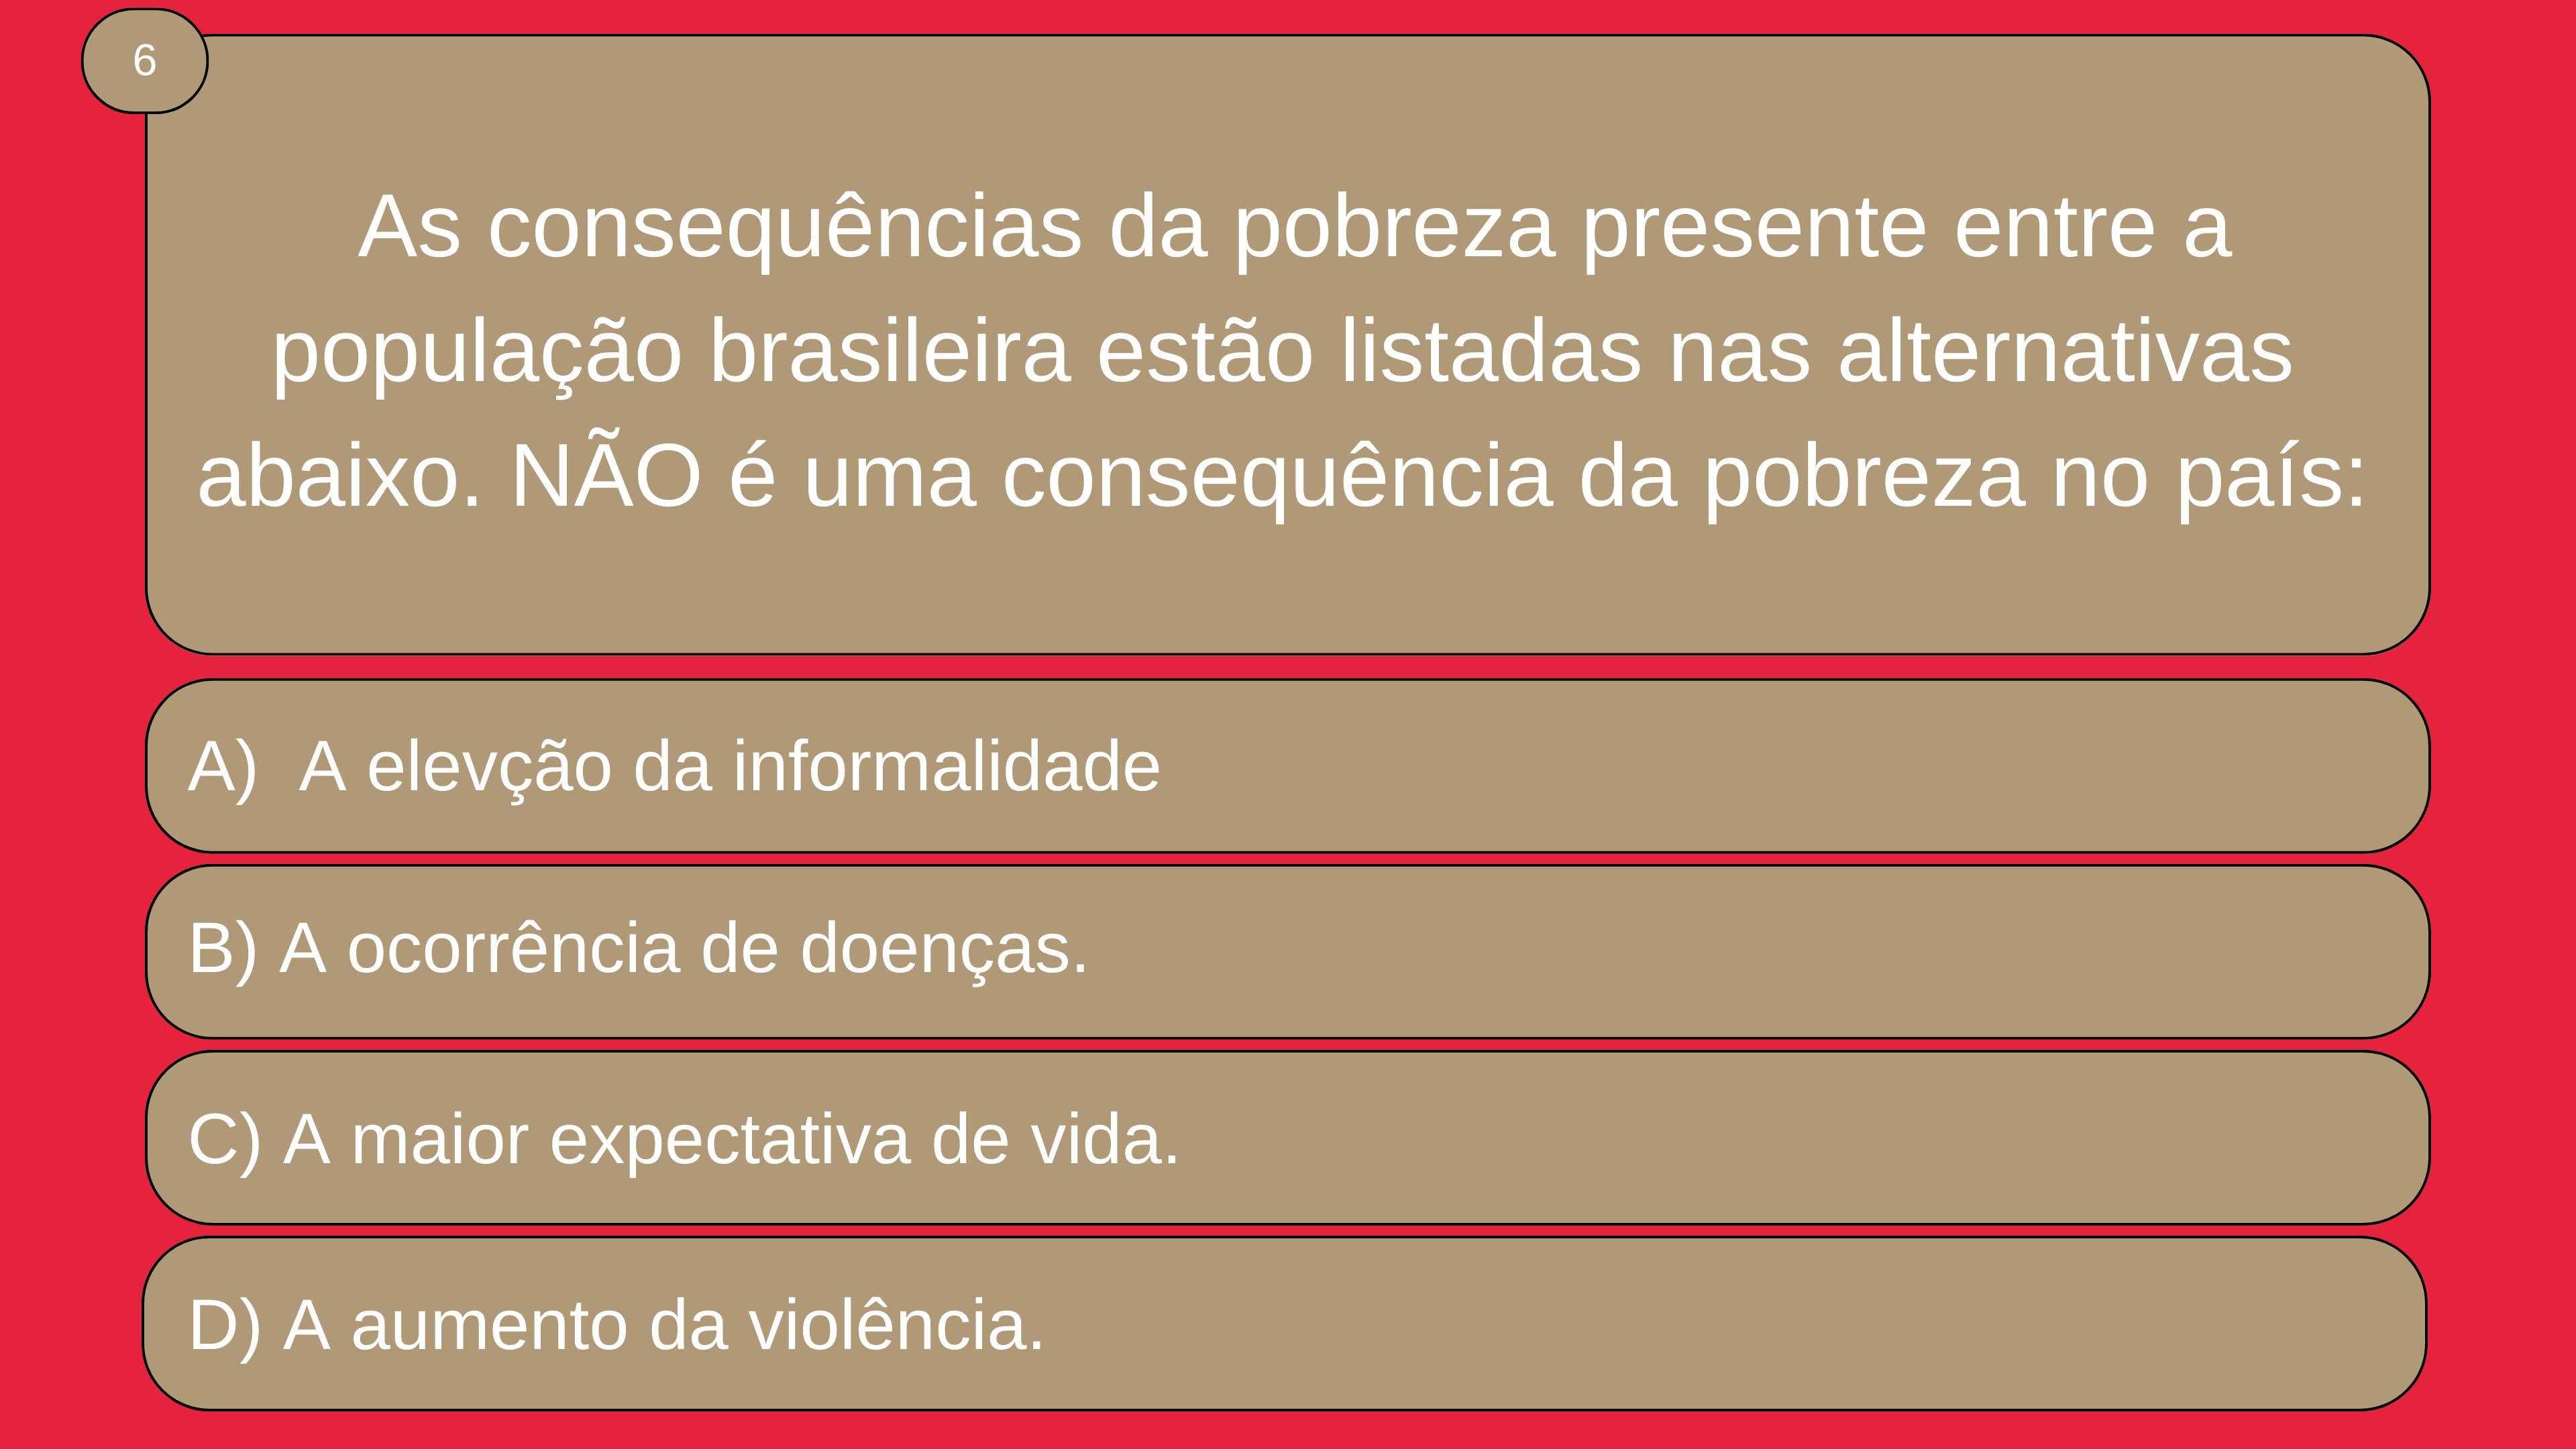 6
As consequências da pobreza presente entre a
população brasileira estão listadas nas alternativas
abaixo. NÃO é uma consequência da pobreza no país:
A) A elevção da informalidade
B) A ocorrência de doenças.
C) A maior expectativa de vida.
D) A aumento da violência.